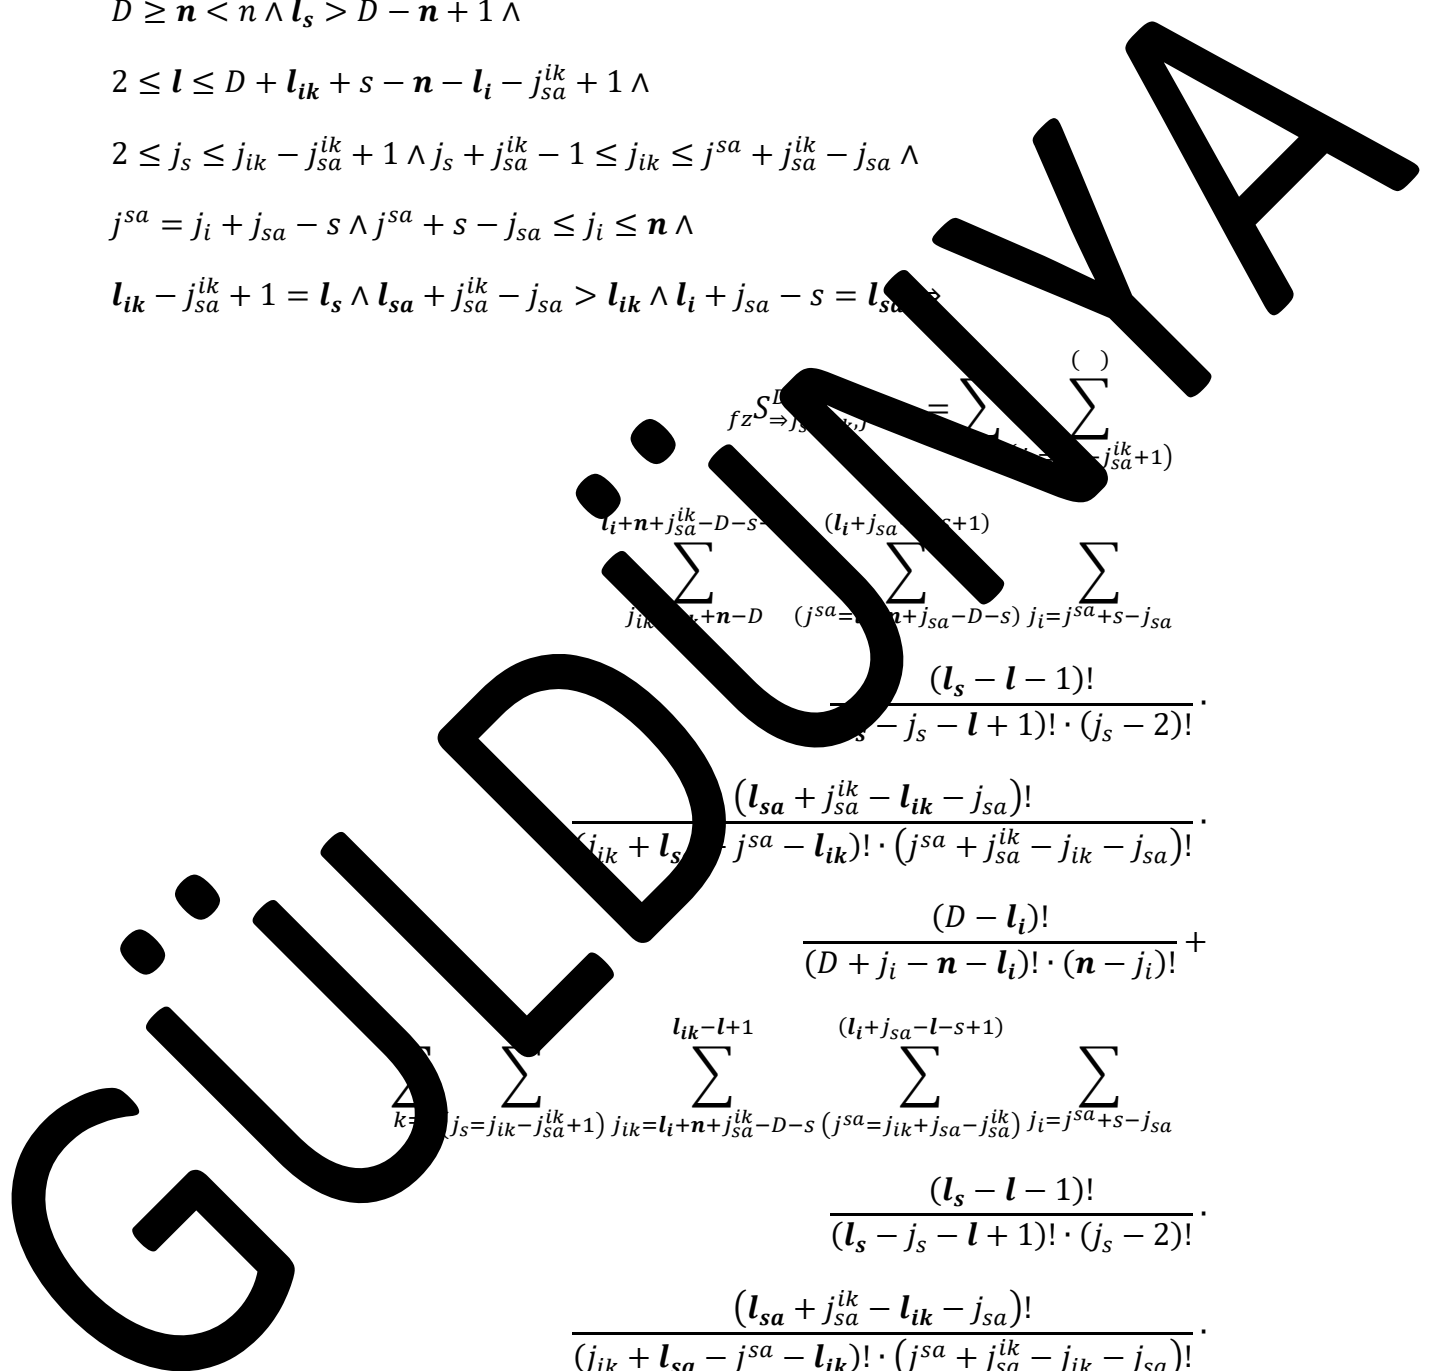 D ≥ 𝒏 < n ∧ 𝒍_𝒔 > D − 𝒏 + 1 ∧
2 ≤ 𝒍 ≤ D + 𝒍_𝒊𝒌 + s − 𝒏 − 𝒍_𝒊 − j_sa^ik + 1 ∧
2 ≤ j_s ≤ j_ik − j_sa^ik + 1 ∧ j_s + j_sa^ik − 1 ≤ j_ik ≤ j^sa + j_sa^ik − j_sa ∧
j^sa = j_i + j_sa − s ∧ j^sa + s − j_sa ≤ j_i ≤ 𝒏 ∧
𝒍_𝒊𝒌 − j_sa^ik + 1 = 𝒍_𝒔 ∧ 𝒍_𝒔𝒂 + j_sa^ik − j_sa > 𝒍_𝒊𝒌 ∧ 𝒍_𝒊 + j_sa − s = 𝒍_𝒔𝒂 ⇒
( )
fz S = ∑ ∑
j_sa^ik+1)
𝒍_𝒊+𝒏+j_sa^ik−D−s (𝒍_𝒊+j_sa s+1)
∑ ∑ ∑
j_ik +𝒏−D (j^sa= 𝒏+j_sa−D−s) j_i=j^sa+s−j_sa
(𝒍_𝒔 − 𝒍 − 1)!
− j_s − 𝒍 + 1)! · (j_s − 2)! ·
(𝒍_𝒔𝒂 + j_sa^ik − 𝒍_𝒊𝒌 − j_sa)!
(j_ik + j^sa − 𝒍_𝒊𝒌)! · (j^sa + j_sa^ik − j_ik − j_sa)! ·
(D − 𝒍_𝒊)!
(D + j_i − 𝒏 − 𝒍_𝒊)! · (𝒏 − j_i)! +
𝒍_𝒊𝒌−𝒍+1 (𝒍_𝒊+j_sa−𝒍−s+1)
∑ ∑ ∑ ∑ ∑
k= (j_s=j_ik−j_sa^ik+1) j_ik=𝒍_𝒊+𝒏+j_sa^ik−D−s (j^sa=j_ik+j_sa−j_sa^ik) j_i=j^sa+s−j_sa
(𝒍_𝒔 − 𝒍 − 1)!
(𝒍_𝒔 − j_s − 𝒍 + 1)! · (j_s − 2)! ·
(𝒍_𝒔𝒂 + j_sa^ik − 𝒍_𝒊𝒌 − j_sa)!
(j_ik + 𝒍_𝒔𝒂 − j^sa − 𝒍_𝒊𝒌)! · (j^sa + j_sa^ik − j_ik − j_sa)! ·
GÜLDÜNYA